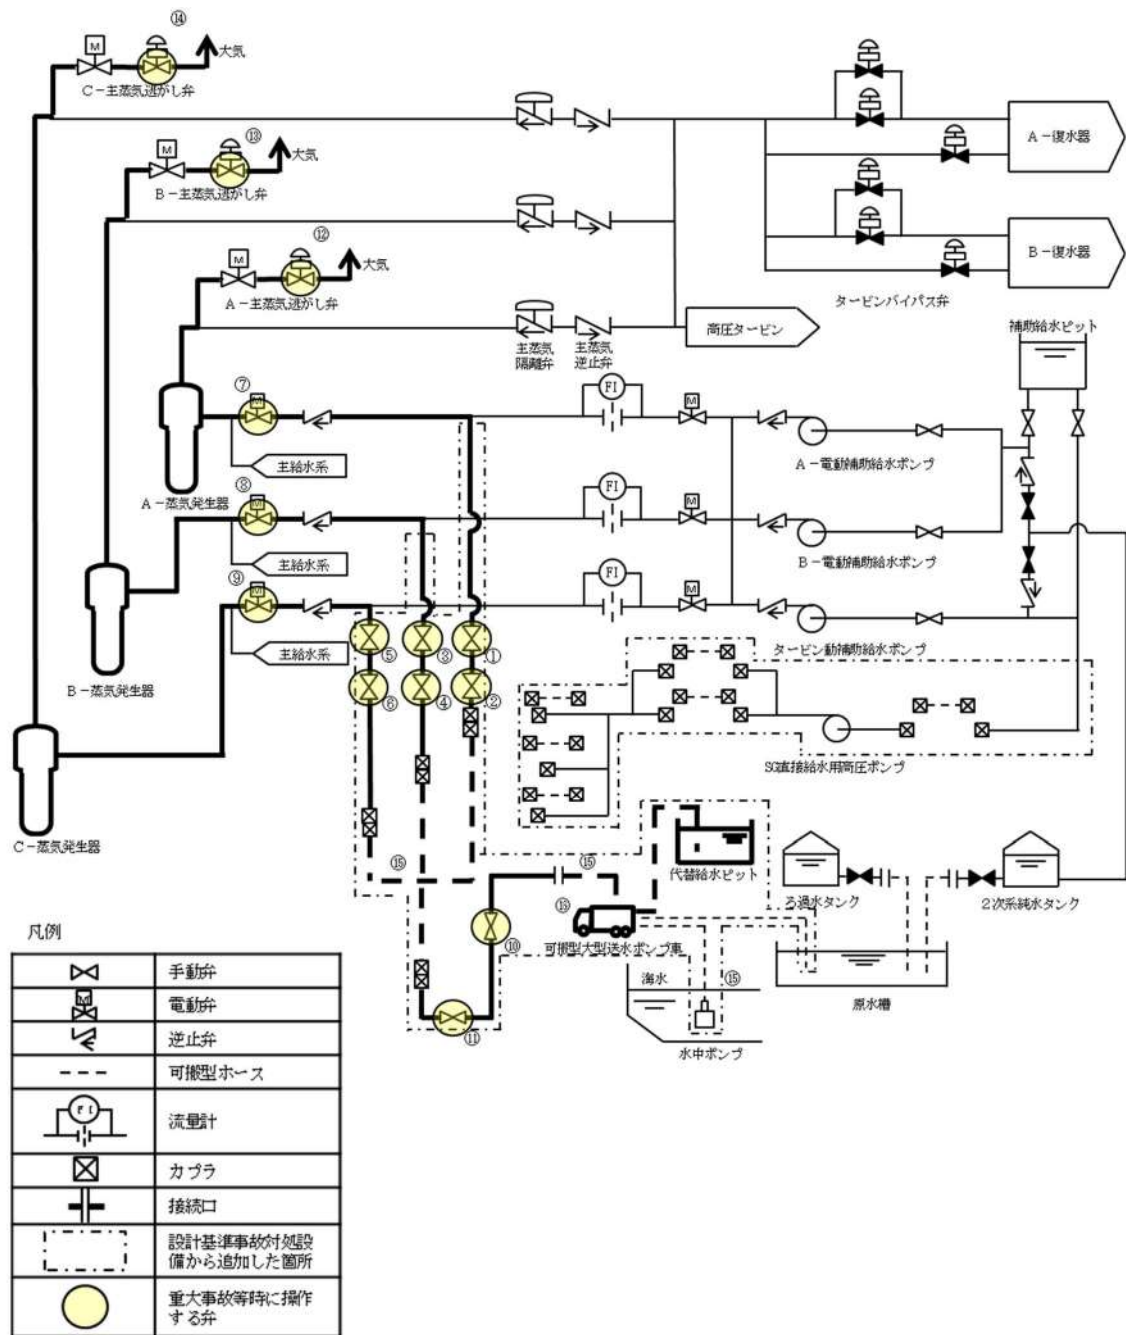 ⑭
M
大気
C-主蒸気逃がし弁
⑬
M
大気
B-主蒸気逃がし弁
⑫
M
大気
A-主蒸気逃がし弁
A-復水器
B-復水器
タービンバイパス弁
主蒸気
隔離弁
主蒸気
逆止弁
高圧タービン
補助給水ピット
⑦
M
FI
M
主給水系
A-電動補助給水ポンプ
A-蒸気発生器
⑧
M
FI
M
主給水系
B-電動補助給水ポンプ
⑨
M
FI
M
主給水系
タービン動補助給水ポンプ
B-蒸気発生器
⑤
③
①
⑥
④
②
SG直接給水用高圧ポンプ
C-蒸気発生器
⑮
⑮
代替給水ピット
ろ過水タンク
2次系純水タンク
⑯
可搬型大型送水ポンプ車
⑩
⑪
海水
⑮
水中ポンプ
原水槽
凡例
手動弁
M
電動弁
逆止弁
可搬型ホース
FI
流量計
カプラ
接続口
設計基準事故対処設
備から追加した箇所
重大事故等時に操作
する弁